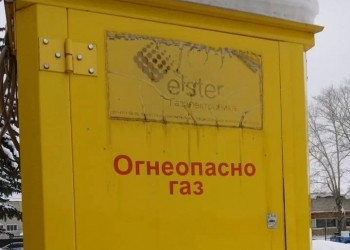 elster
Газэлектроника
Огнеопасно
газ